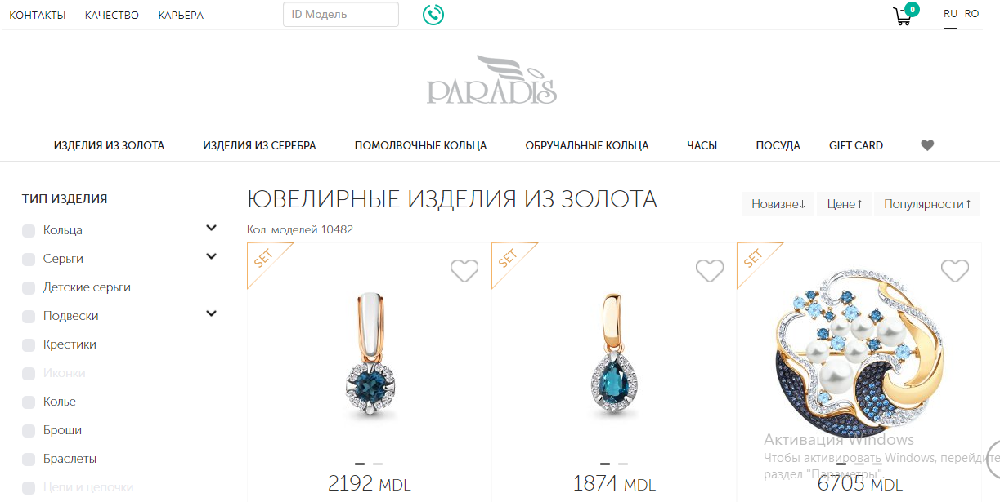 КОНТАКТЫ КАЧЕСТВО КАРЬЕРА ID Модель 0 RU RO
PARADIS
ИЗДЕЛИЯ ИЗ ЗОЛОТА ИЗДЕЛИЯ ИЗ СЕРЕБРА ПОМОЛВОЧНЫЕ КОЛЬЦА ОБРУЧАЛЬНЫЕ КОЛЬЦА ЧАСЫ ПОСУДА GIFT CARD
ТИП ИЗДЕЛИЯ
Кольца
Серьги
Детские серьги
Подвески
Крестики
Иконки
Колье
Броши
Браслеты
Цепи и цепочки
ЮВЕЛИРНЫЕ ИЗДЕЛИЯ ИЗ ЗОЛОТА
Новизне↓ Цене↑ Популярности↑
Кол. моделей 10482
SET SET SET
2192 MDL 1874 MDL 6705 MDL
Активация Windows
Чтобы активировать Windows, перейдите
раздел "Параметры".